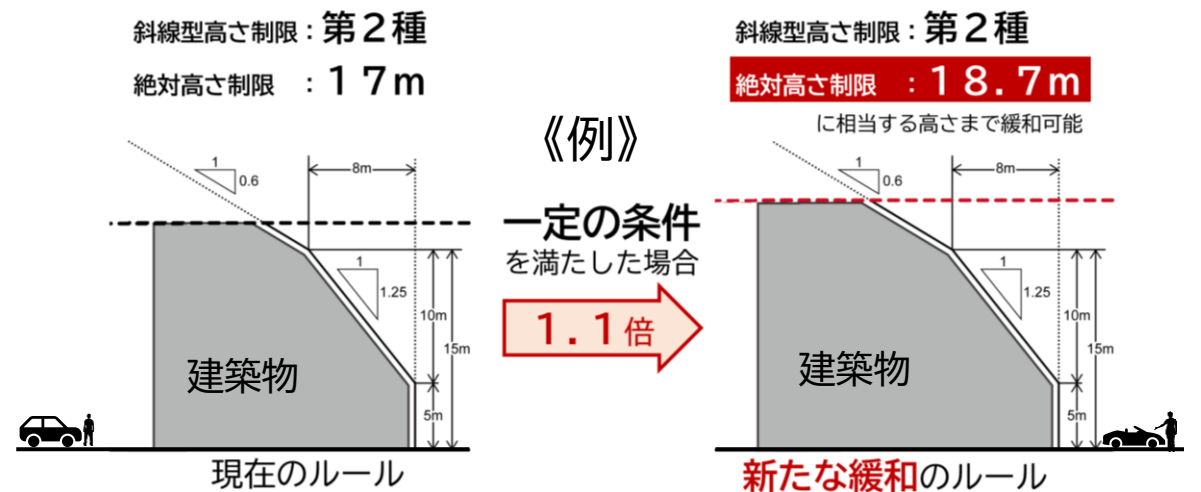 斜線型高さ制限：第２種
絶対高さ制限　：１７ｍ
1
0.6
8m
1
1.25
10m
15m
5m
建築物
現在のルール
《例》
一定の条件
を満たした場合
１.１倍
斜線型高さ制限：第２種
絶対高さ制限　：１８.７ｍ
に相当する高さまで緩和可能
1
0.6
8m
1
1.25
10m
15m
5m
建築物
新たな緩和のルール